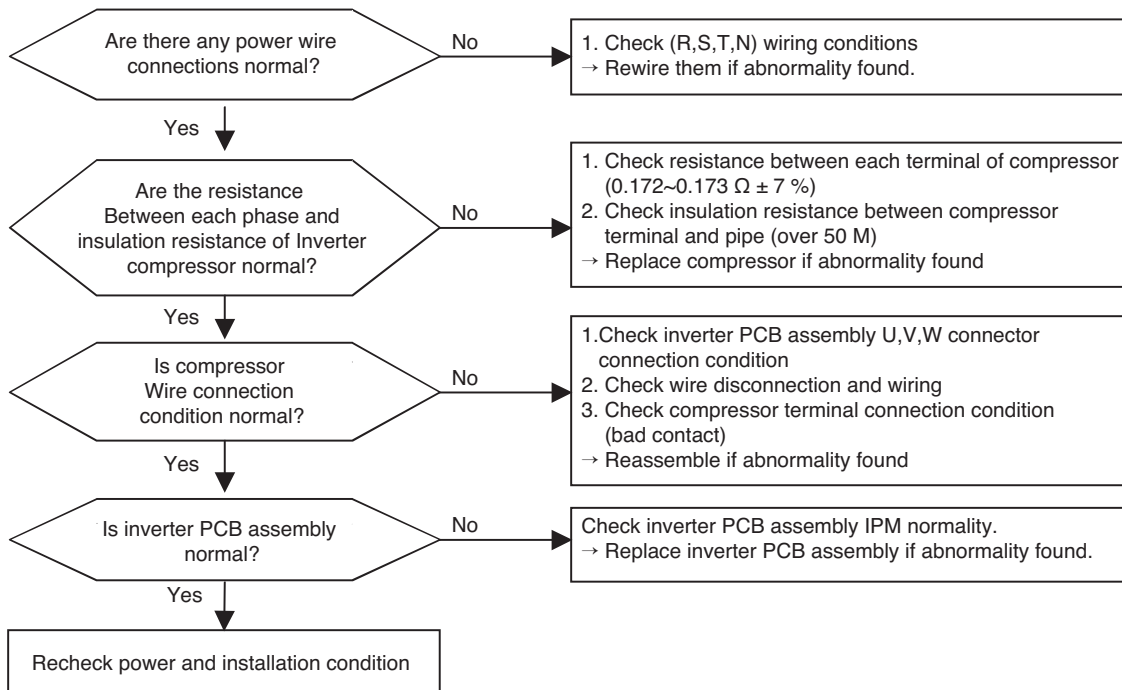 Are there any power wire
connections normal?
No
1. Check (R,S,T,N) wiring conditions
→ Rewire them if abnormality found.
Yes
Are the resistance
Between each phase and
insulation resistance of Inverter
compressor normal?
No
1. Check resistance between each terminal of compressor
(0.172~0.173 Ω ± 7 %)
2. Check insulation resistance between compressor
terminal and pipe (over 50 M)
→ Replace compressor if abnormality found
Yes
Is compressor
Wire connection
condition normal?
No
1.Check inverter PCB assembly U,V,W connector
connection condition
2. Check wire disconnection and wiring
3. Check compressor terminal connection condition
(bad contact)
→ Reassemble if abnormality found
Yes
Is inverter PCB assembly
normal?
No
Check inverter PCB assembly IPM normality.
→ Replace inverter PCB assembly if abnormality found.
Yes
Recheck power and installation condition